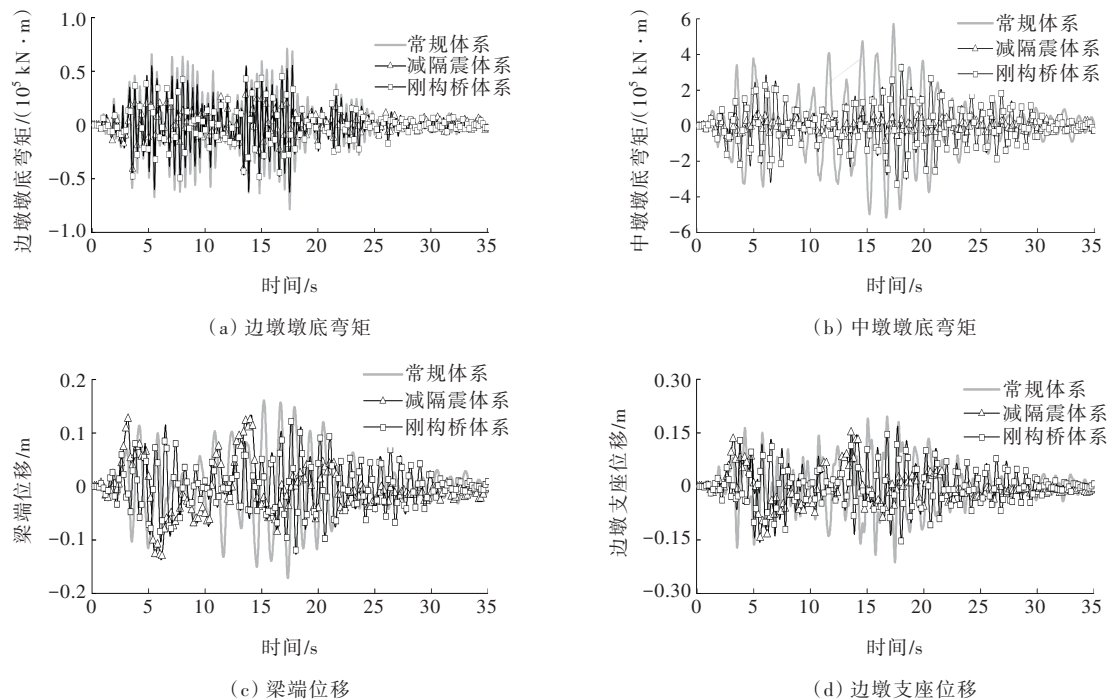 1.0
0.5
0
−0.5
−1.0
边墩墩底弯矩/(10⁵ kN·m)
常规体系
减隔震体系
刚构桥体系
0 5 10 15 20 25 30 35
时间/s
(a) 边墩墩底弯矩
6
4
2
0
−2
−4
−6
中墩墩底弯矩/(10⁵ kN·m)
常规体系
减隔震体系
刚构桥体系
0 5 10 15 20 25 30 35
时间/s
(b) 中墩墩底弯矩
0.2
0.1
0
−0.1
−0.2
梁端位移/m
常规体系
减隔震体系
刚构桥体系
0 5 10 15 20 25 30 35
时间/s
(c) 梁端位移
0.30
0.15
0
−0.15
−0.30
边墩支座位移/m
常规体系
减隔震体系
刚构桥体系
0 5 10 15 20 25 30 35
时间/s
(d) 边墩支座位移